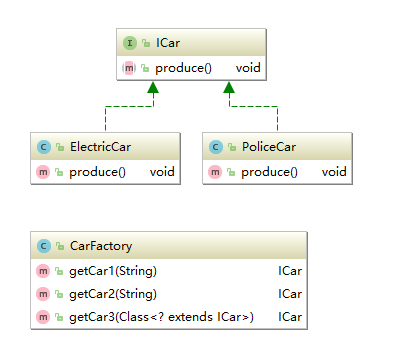 I ICar
m produce() void
C ElectricCar
m produce() void
C PoliceCar
m produce() void
C CarFactory
m getCar1(String) ICar
m getCar2(String) ICar
m getCar3(Class<? extends ICar>) ICar